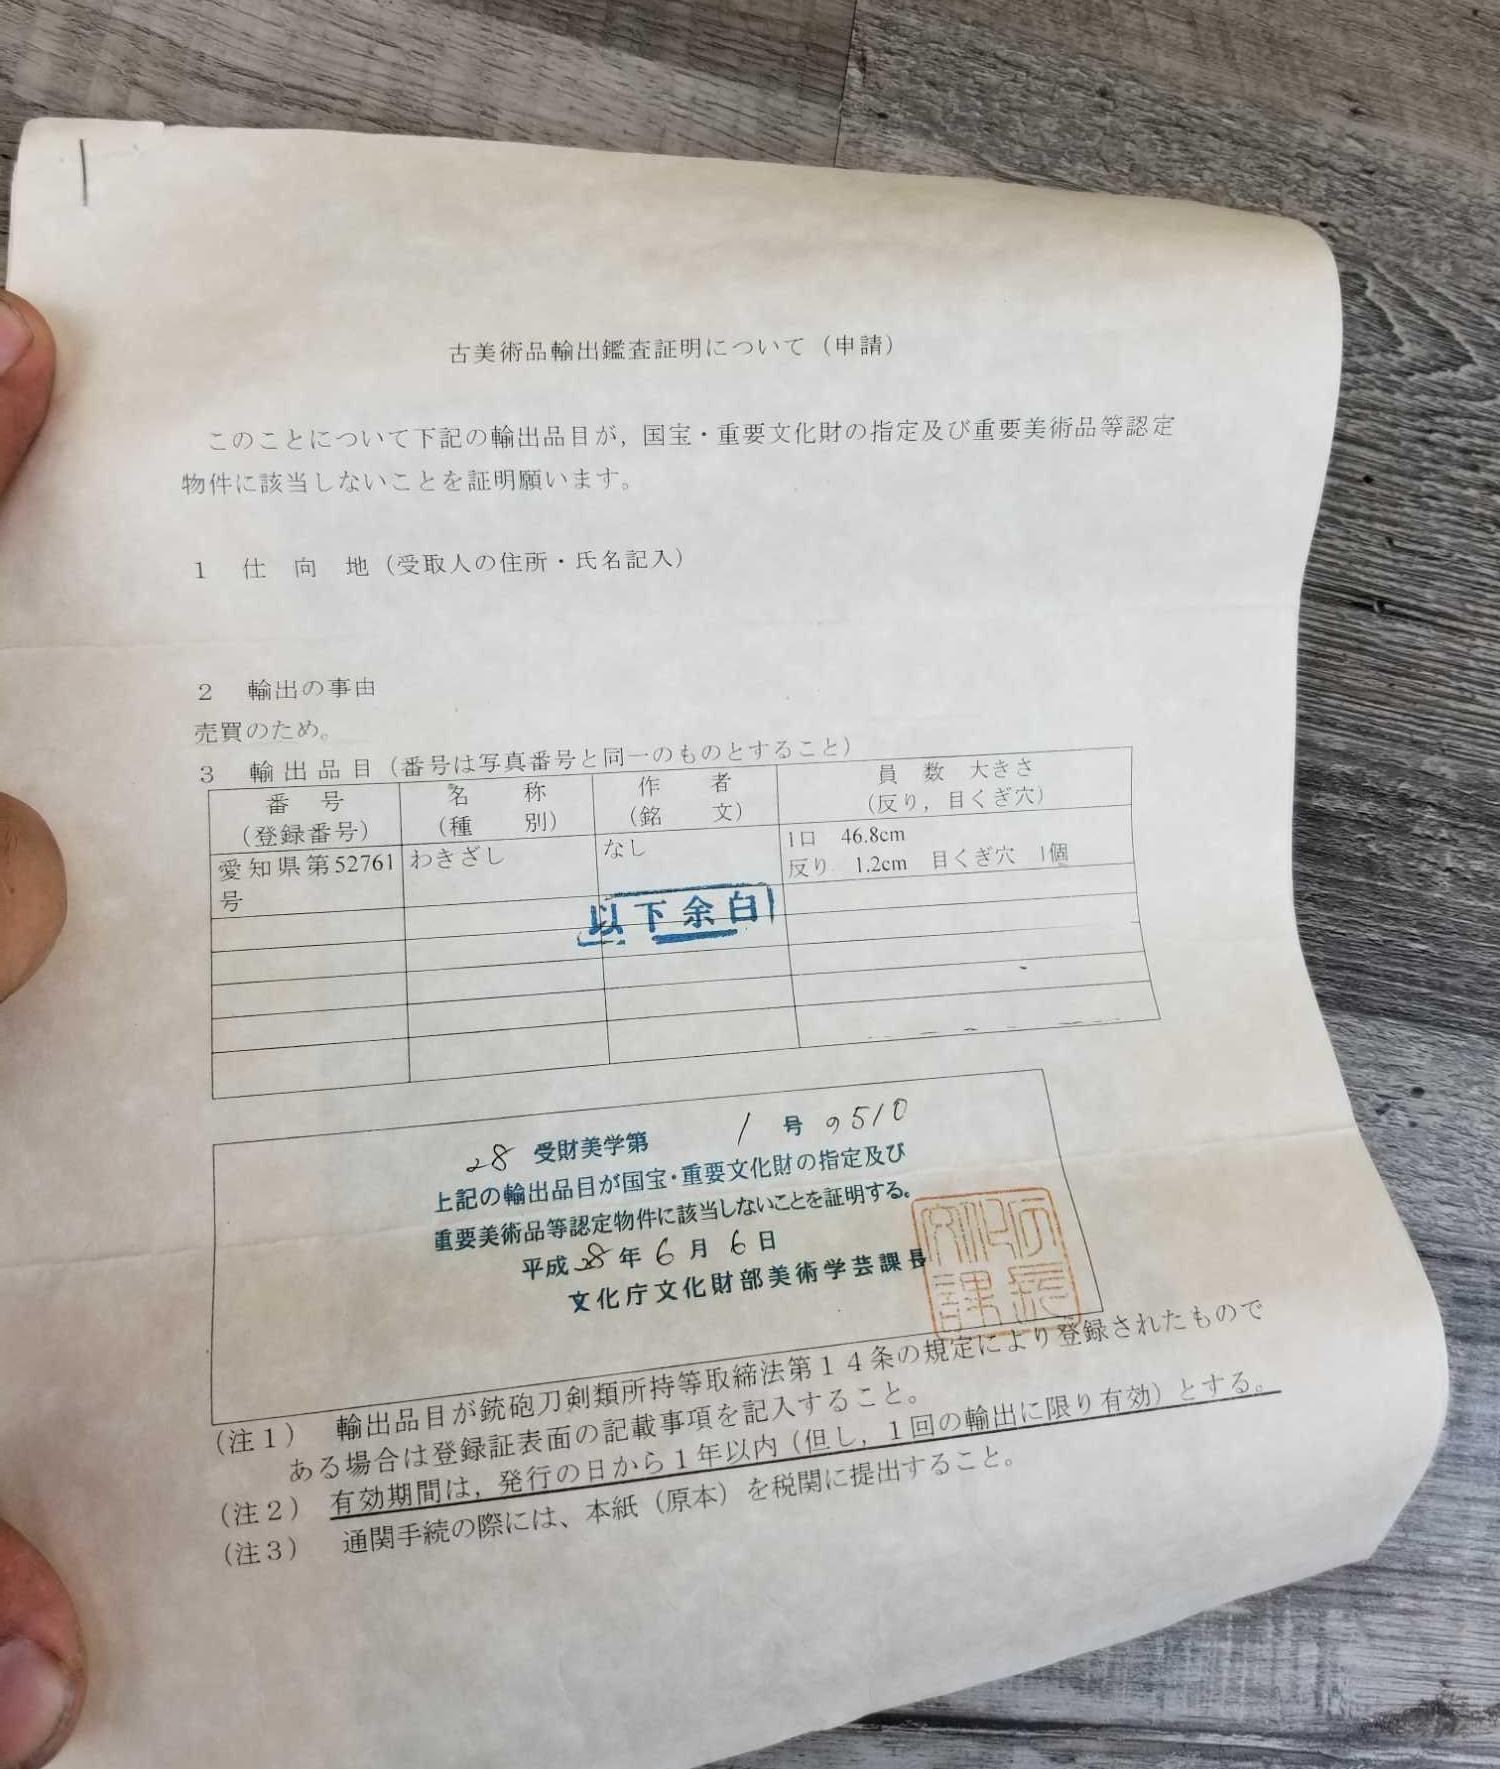 古美術品輸出鑑査証明について（申請）
このことについて下記の輸出品目が，国宝・重要文化財の指定及び重要美術品等認定
物件に該当しないことを証明願います。
1　仕　向　地（受取人の住所・氏名記入）
2　輸出の事由
売買のため。
3　輸出品目（番号は写真番号と同一のものとすること）
番　号　名　称　作　者　員　数　大きさ
（登録番号）（種　別）（銘　文）（反り，目くぎ穴）
愛知県第52761 わきざし なし 1口　46.8cm
号 反り　1.2cm　目くぎ穴　1個
以下余白
28 受財美学第 1 号 の510
上記の輸出品目が国宝・重要文化財の指定及び
重要美術品等認定物件に該当しないことを証明する。
平成28年6月6日
文化庁文化財部美術学芸課長
（注1）　輸出品目が銃砲刀剣類所持等取締法第14条の規定により登録されたもので
ある場合は登録証表面の記載事項を記入すること。
（注2）　有効期間は，発行の日から1年以内（但し，1回の輸出に限り有効）とする。
（注3）　通関手続の際には、本紙（原本）を税関に提出すること。